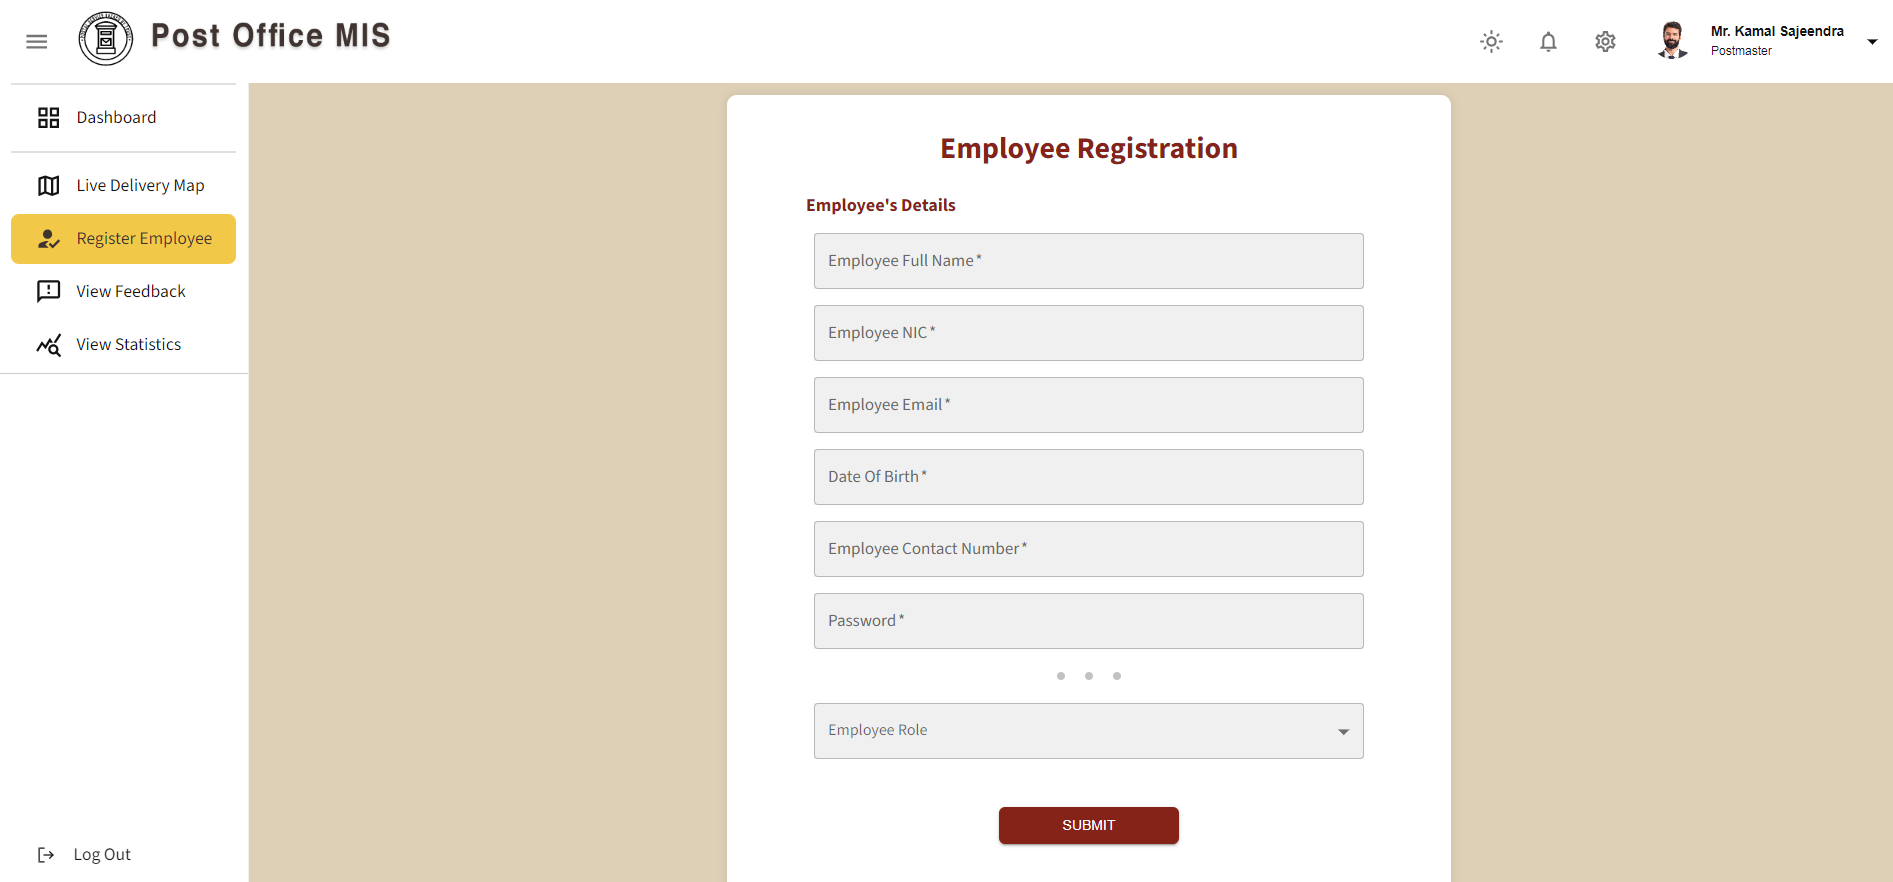 Post Office MIS
Mr. Kamal Sajeendra
Postmaster
Dashboard
Live Delivery Map
Register Employee
View Feedback
View Statistics
Log Out
Employee Registration
Employee's Details
Employee Full Name*
Employee NIC*
Employee Email*
Date Of Birth*
Employee Contact Number*
Password*
Employee Role
SUBMIT